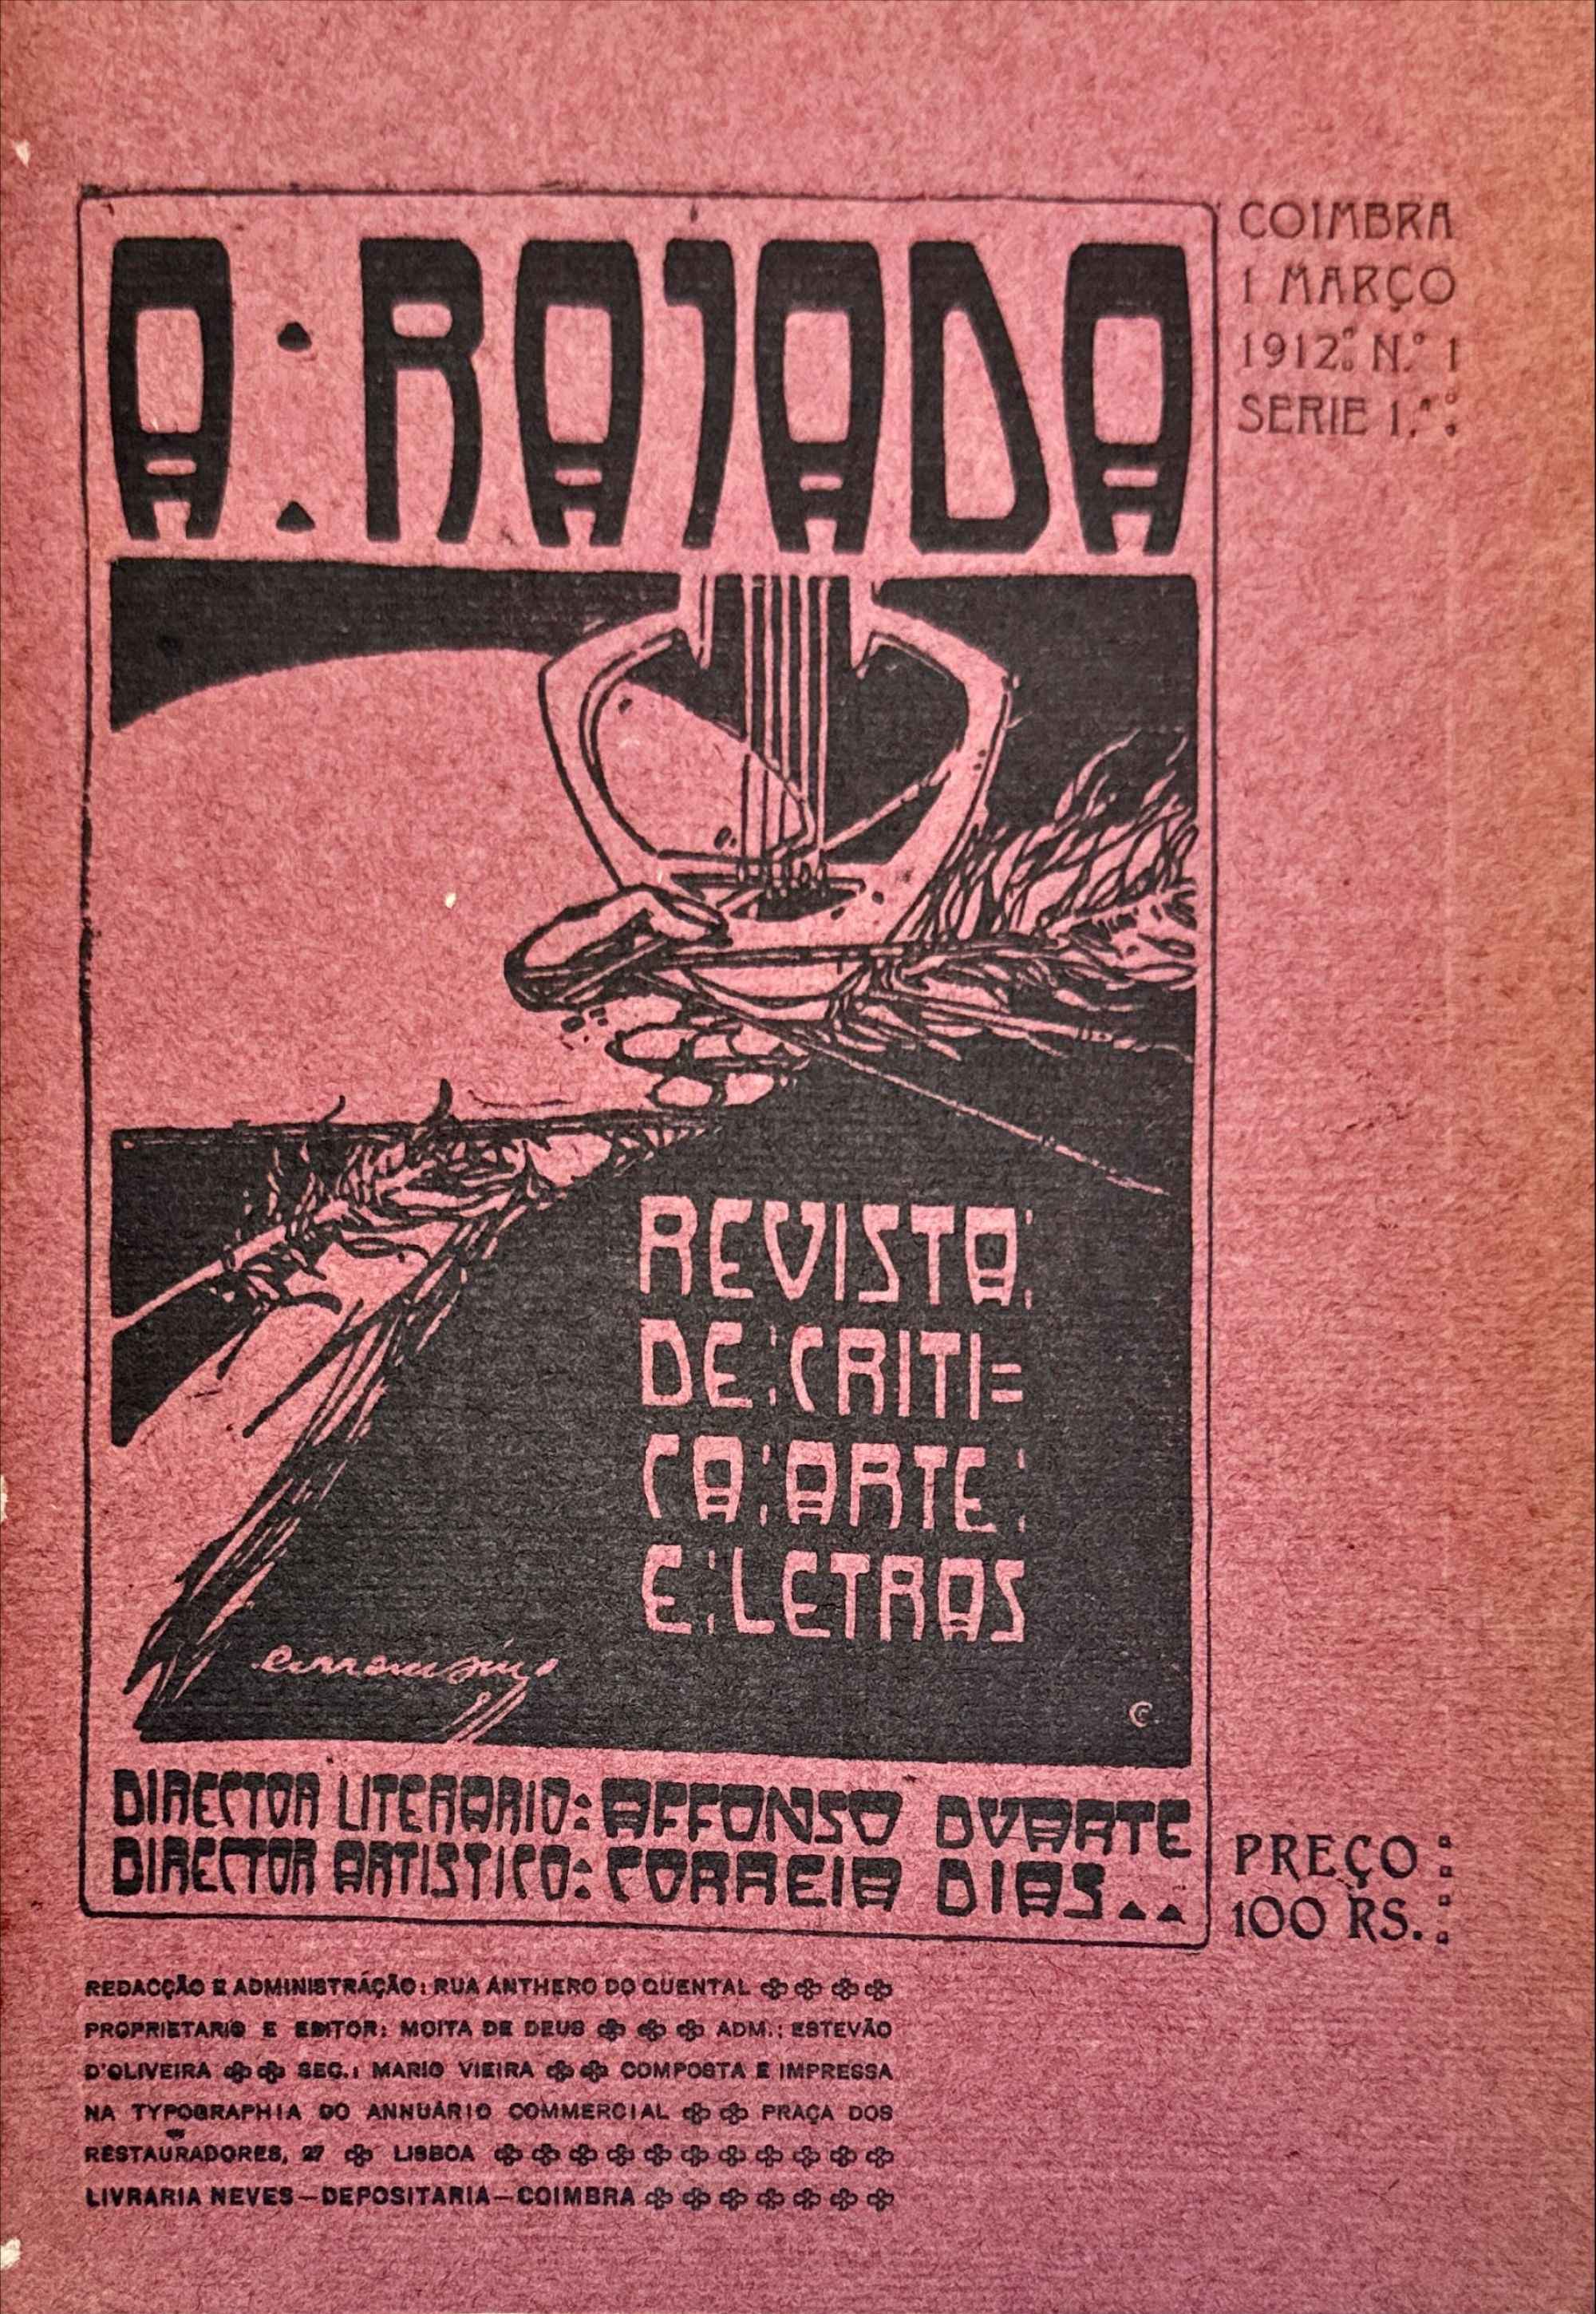 A : RAJADA
COIMBRA
1 MARÇO
1912 : N.º 1
SERIE 1.ª :
REVISTA
DE : CRITI=
CA : ARTE :
E : LETRAS
DIRECTOR LITERARIO : AFFONSO DUARTE
DIRECTOR ARTISTICO : CORREIA DIAS
PREÇO :
100 RS. :
REDACÇÃO E ADMINISTRÁÇÃO : RUA ANTHERO DO QUENTAL
PROPRIETARIO E EDITOR: MOITA DE DEUS ADM.: ESTEVÃO
D'OLIVEIRA SEC.: MARIO VIEIRA COMPOSTA E IMPRESSA
NA TYPOGRAPHIA DO ANNUÁRIO COMMERCIAL PRAÇA DOS
RESTAURADORES, 27 LISBOA
LIVRARIA NEVES—DEPOSITARIA—COIMBRA